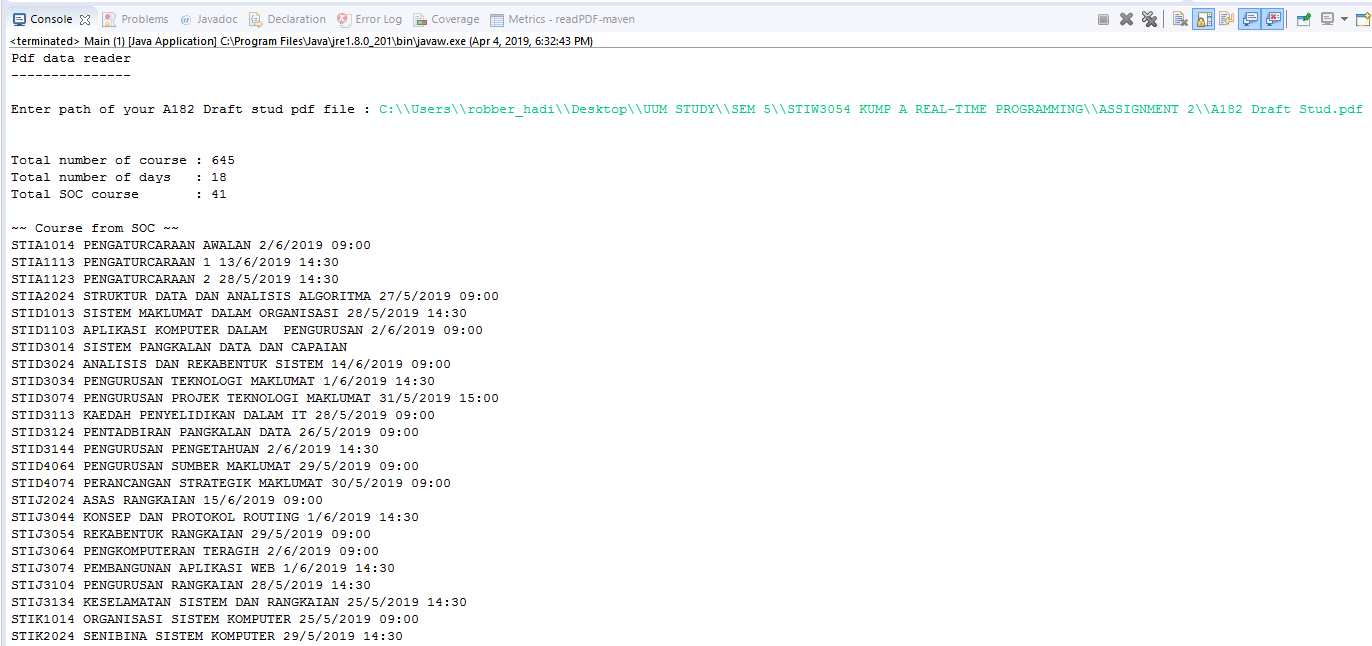 Console Problems @ Javadoc Declaration Error Log Coverage Metrics - readPDF-maven
<terminated> Main (1) [Java Application] C:\Program Files\Java\jre1.8.0_201\bin\javaw.exe (Apr 4, 2019, 6:32:43 PM)
Pdf data reader
---------------
Enter path of your A182 Draft stud pdf file : C:\\Users\\robber_hadi\\Desktop\\UUM STUDY\\SEM 5\\STIW3054 KUMP A REAL-TIME PROGRAMMING\\ASSIGNMENT 2\\A182 Draft Stud.pdf
Total number of course : 645
Total number of days   : 18
Total SOC course       : 41
~~ Course from SOC ~~
STIA1014 PENGATURCARAAN AWALAN 2/6/2019 09:00
STIA1113 PENGATURCARAAN 1 13/6/2019 14:30
STIA1123 PENGATURCARAAN 2 28/5/2019 14:30
STIA2024 STRUKTUR DATA DAN ANALISIS ALGORITMA 27/5/2019 09:00
STID1013 SISTEM MAKLUMAT DALAM ORGANISASI 28/5/2019 14:30
STID1103 APLIKASI KOMPUTER DALAM  PENGURUSAN 2/6/2019 09:00
STID3014 SISTEM PANGKALAN DATA DAN CAPAIAN
STID3024 ANALISIS DAN REKABENTUK SISTEM 14/6/2019 09:00
STID3034 PENGURUSAN TEKNOLOGI MAKLUMAT 1/6/2019 14:30
STID3074 PENGURUSAN PROJEK TEKNOLOGI MAKLUMAT 31/5/2019 15:00
STID3113 KAEDAH PENYELIDIKAN DALAM IT 28/5/2019 09:00
STID3124 PENTADBIRAN PANGKALAN DATA 26/5/2019 09:00
STID3144 PENGURUSAN PENGETAHUAN 2/6/2019 14:30
STID4064 PENGURUSAN SUMBER MAKLUMAT 29/5/2019 09:00
STID4074 PERANCANGAN STRATEGIK MAKLUMAT 30/5/2019 09:00
STIJ2024 ASAS RANGKAIAN 15/6/2019 09:00
STIJ3044 KONSEP DAN PROTOKOL ROUTING 1/6/2019 14:30
STIJ3054 REKABENTUK RANGKAIAN 29/5/2019 09:00
STIJ3064 PENGKOMPUTERAN TERAGIH 2/6/2019 09:00
STIJ3074 PEMBANGUNAN APLIKASI WEB 1/6/2019 14:30
STIJ3104 PENGURUSAN RANGKAIAN 28/5/2019 14:30
STIJ3134 KESELAMATAN SISTEM DAN RANGKAIAN 25/5/2019 14:30
STIK1014 ORGANISASI SISTEM KOMPUTER 25/5/2019 09:00
STIK2024 SENIBINA SISTEM KOMPUTER 29/5/2019 14:30